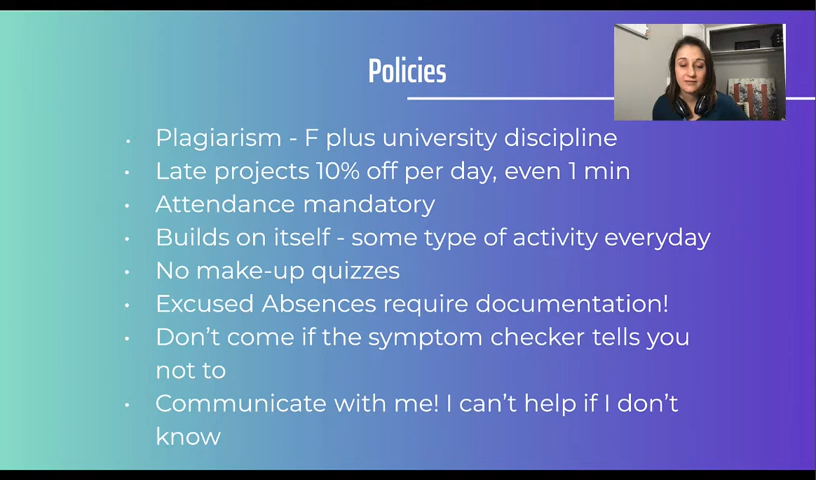 Policies
Plagiarism - F plus university discipline
Late projects 10% off per day, even 1 min
Attendance mandatory
Builds on itself - some type of activity everyday
No make-up quizzes
Excused Absences require documentation!
Don’t come if the symptom checker tells you
not to
Communicate with me! I can’t help if I don’t
know